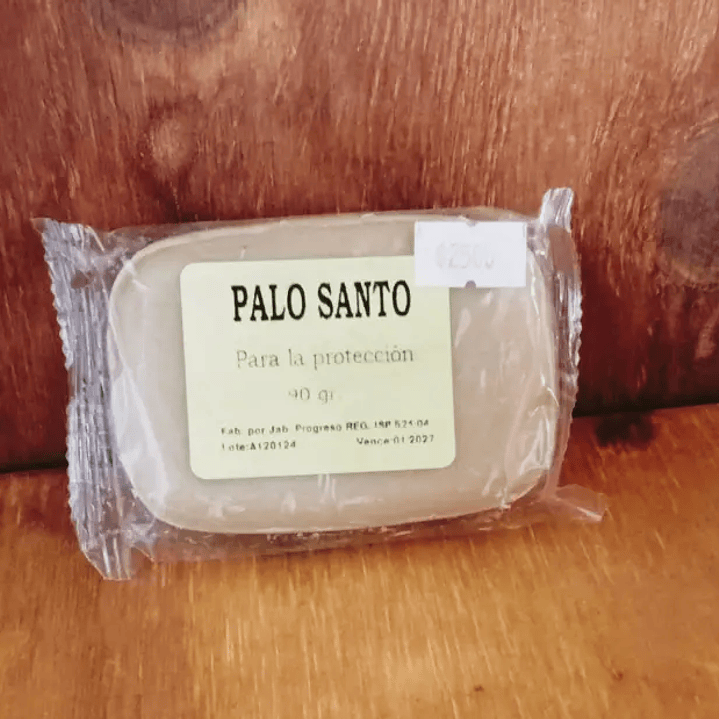 $2500
PALO SANTO
Para la protección
90 gr.
Fab. por Jab. Progreso REG. ISP 521-04
Lote:A120124 Vence:01.2027